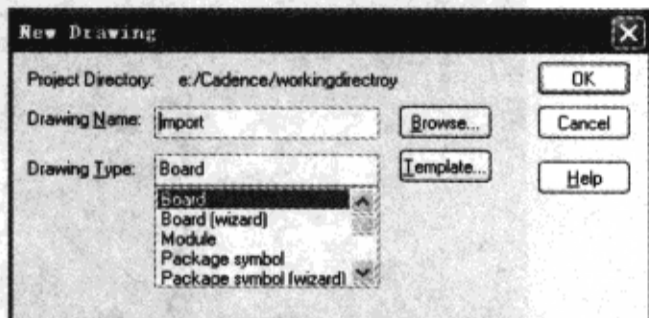 New Drawing
Project Directory: e:/Cadence/workingdirectroy
OK
Drawing Name: import
Browse...
Cancel
Drawing Type: Board
Template...
Help
Board
Board (wizard)
Module
Package symbol
Package symbol (wizard)